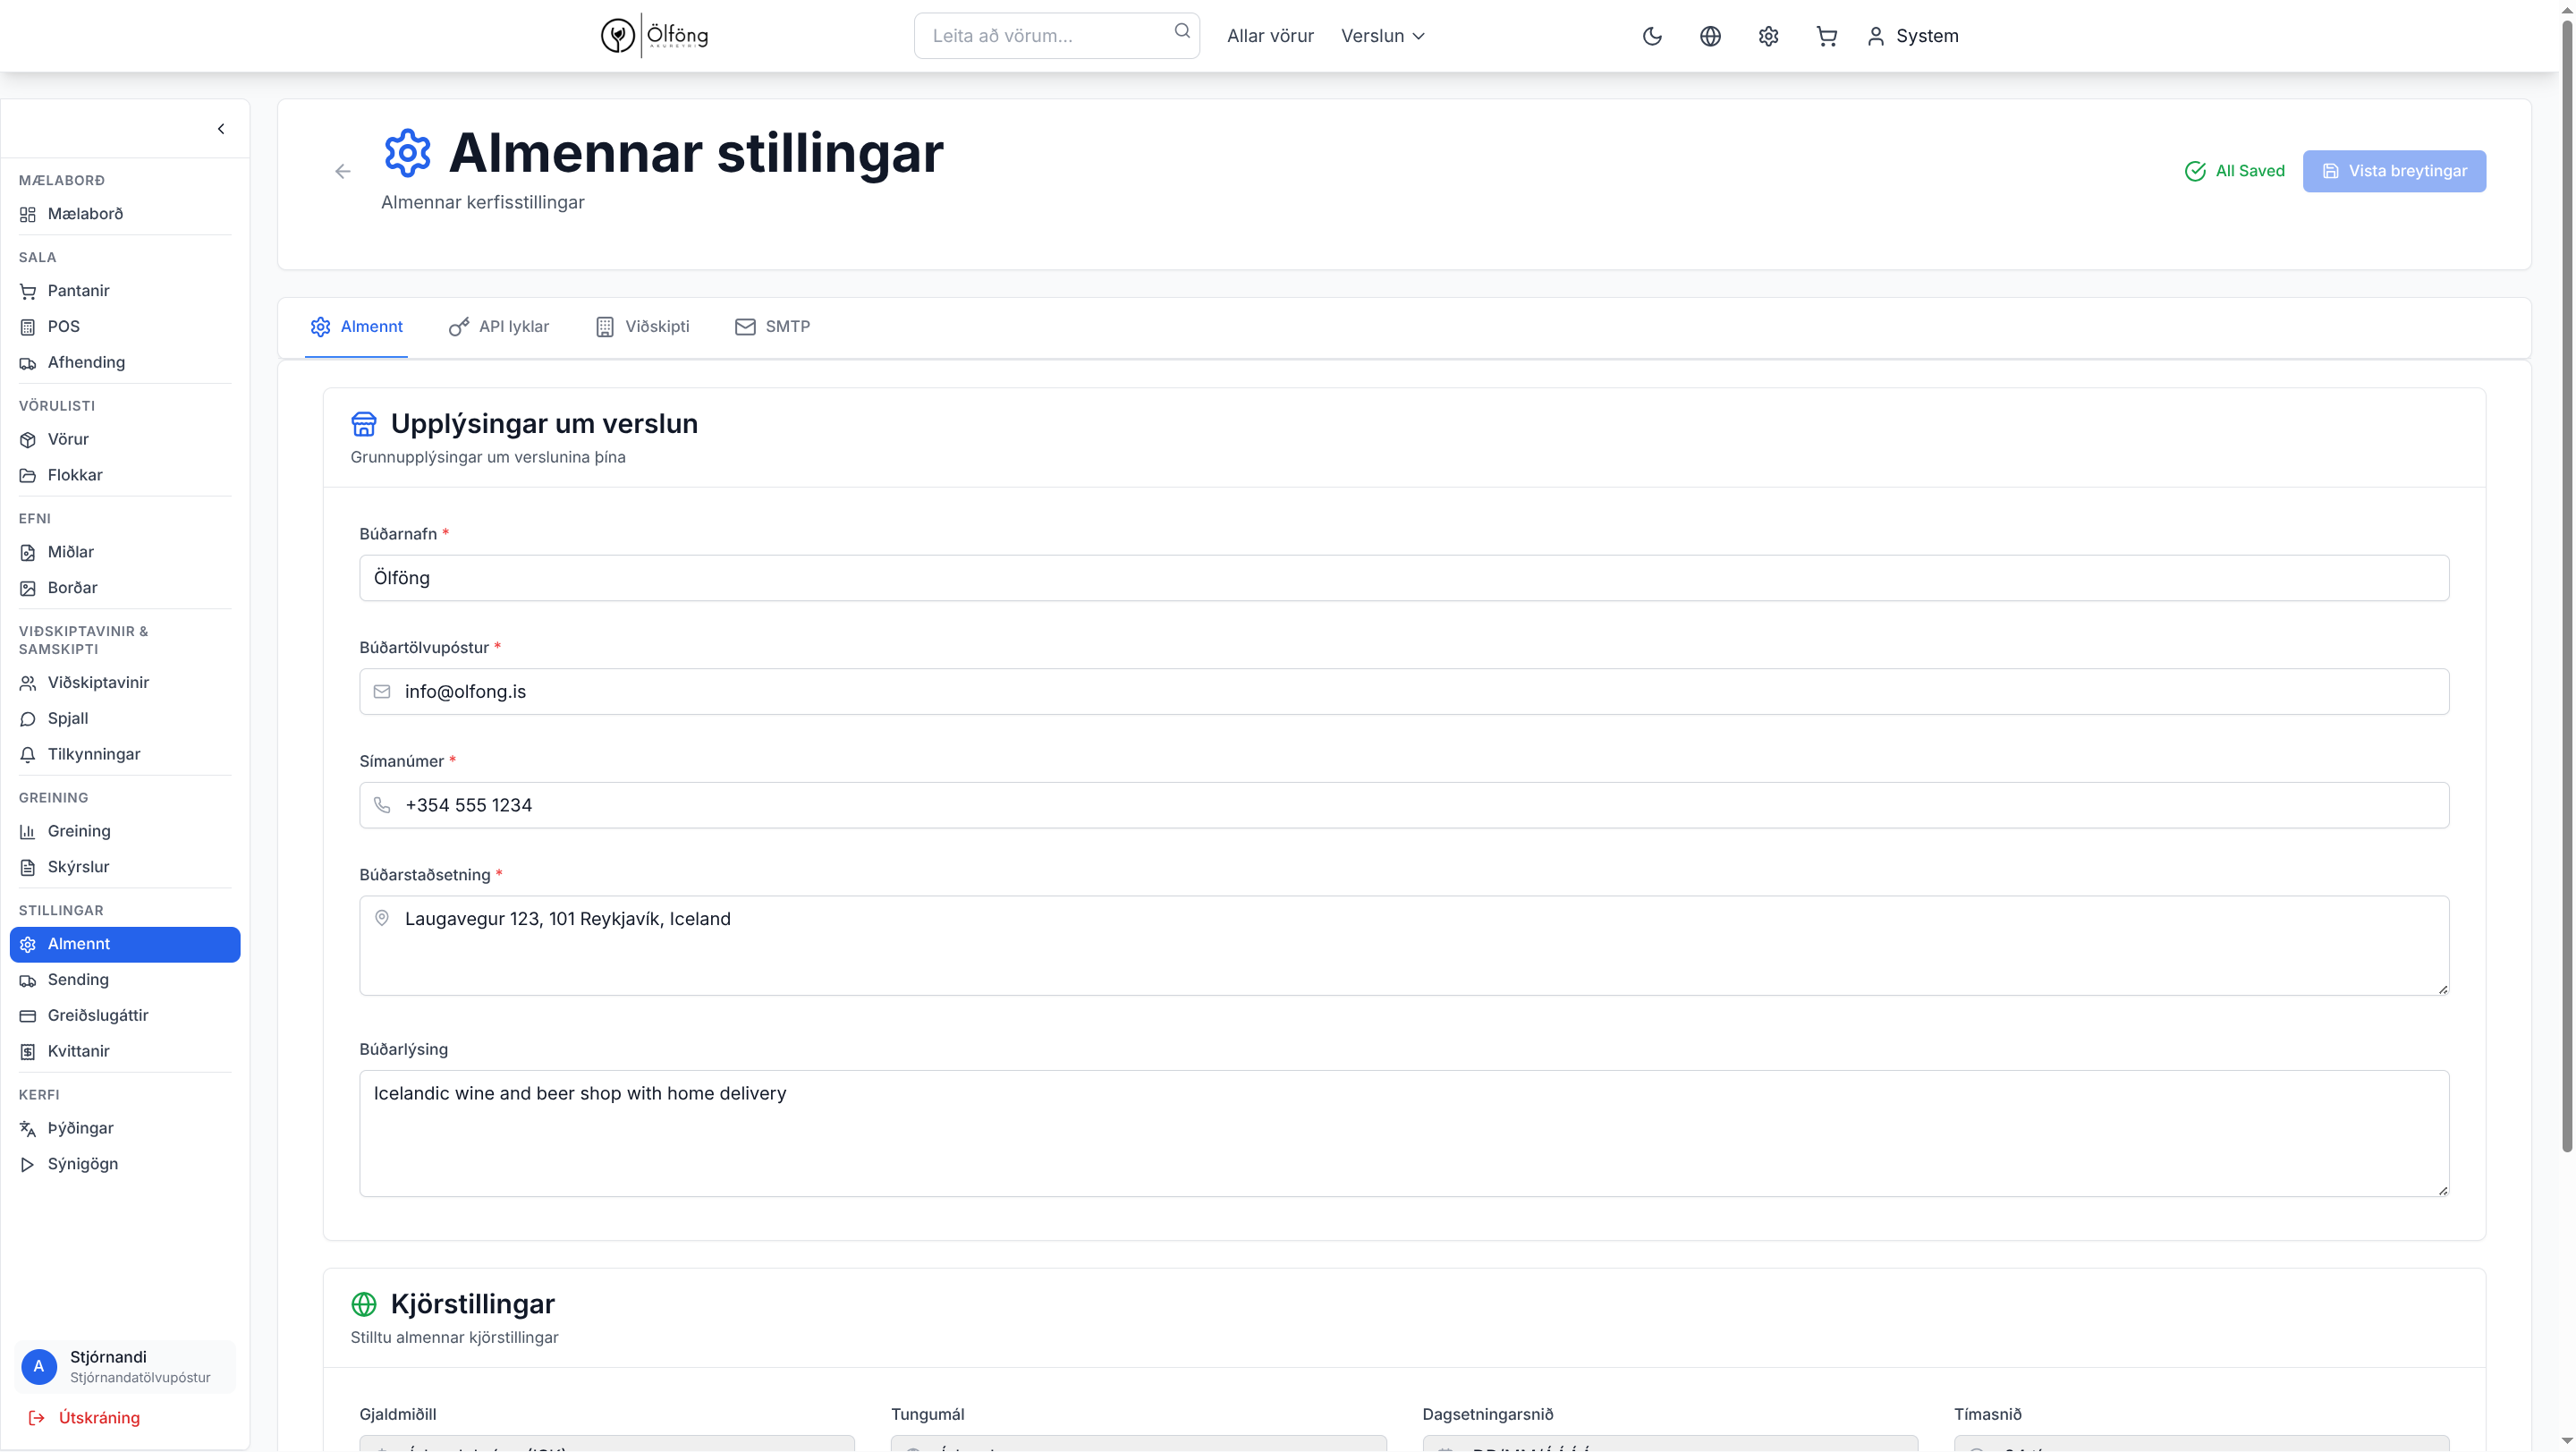 Ölföng
AKUREYRI
Leita að vörum...
Allar vörur
Verslun
System
MÆLABORÐ
Mælaborð
SALA
Pantanir
POS
Afhending
VÖRULISTI
Vörur
Flokkar
EFNI
Miðlar
Borðar
VIÐSKIPTAVINIR &
SAMSKIPTI
Viðskiptavinir
Spjall
Tilkynningar
GREINING
Greining
Skýrslur
STILLINGAR
Almennt
Sending
Greiðslugáttir
Kvittanir
KERFI
Þýðingar
Sýnigögn
A
Stjórnandi
Stjórnandatölvupóstur
Útskráning
Almennar stillingar
Almennar kerfisstillingar
All Saved
Vista breytingar
Almennt
API lyklar
Viðskipti
SMTP
Upplýsingar um verslun
Grunnupplýsingar um verslunina þína
Búðarnafn *
Ölföng
Búðartölvupóstur *
info@olfong.is
Símanúmer *
+354 555 1234
Búðarstaðsetning *
Laugavegur 123, 101 Reykjavík, Iceland
Búðarlýsing
Icelandic wine and beer shop with home delivery
Kjörstillingar
Stilltu almennar kjörstillingar
Gjaldmiðill
Tungumál
Dagsetningarsnið
Tímasnið